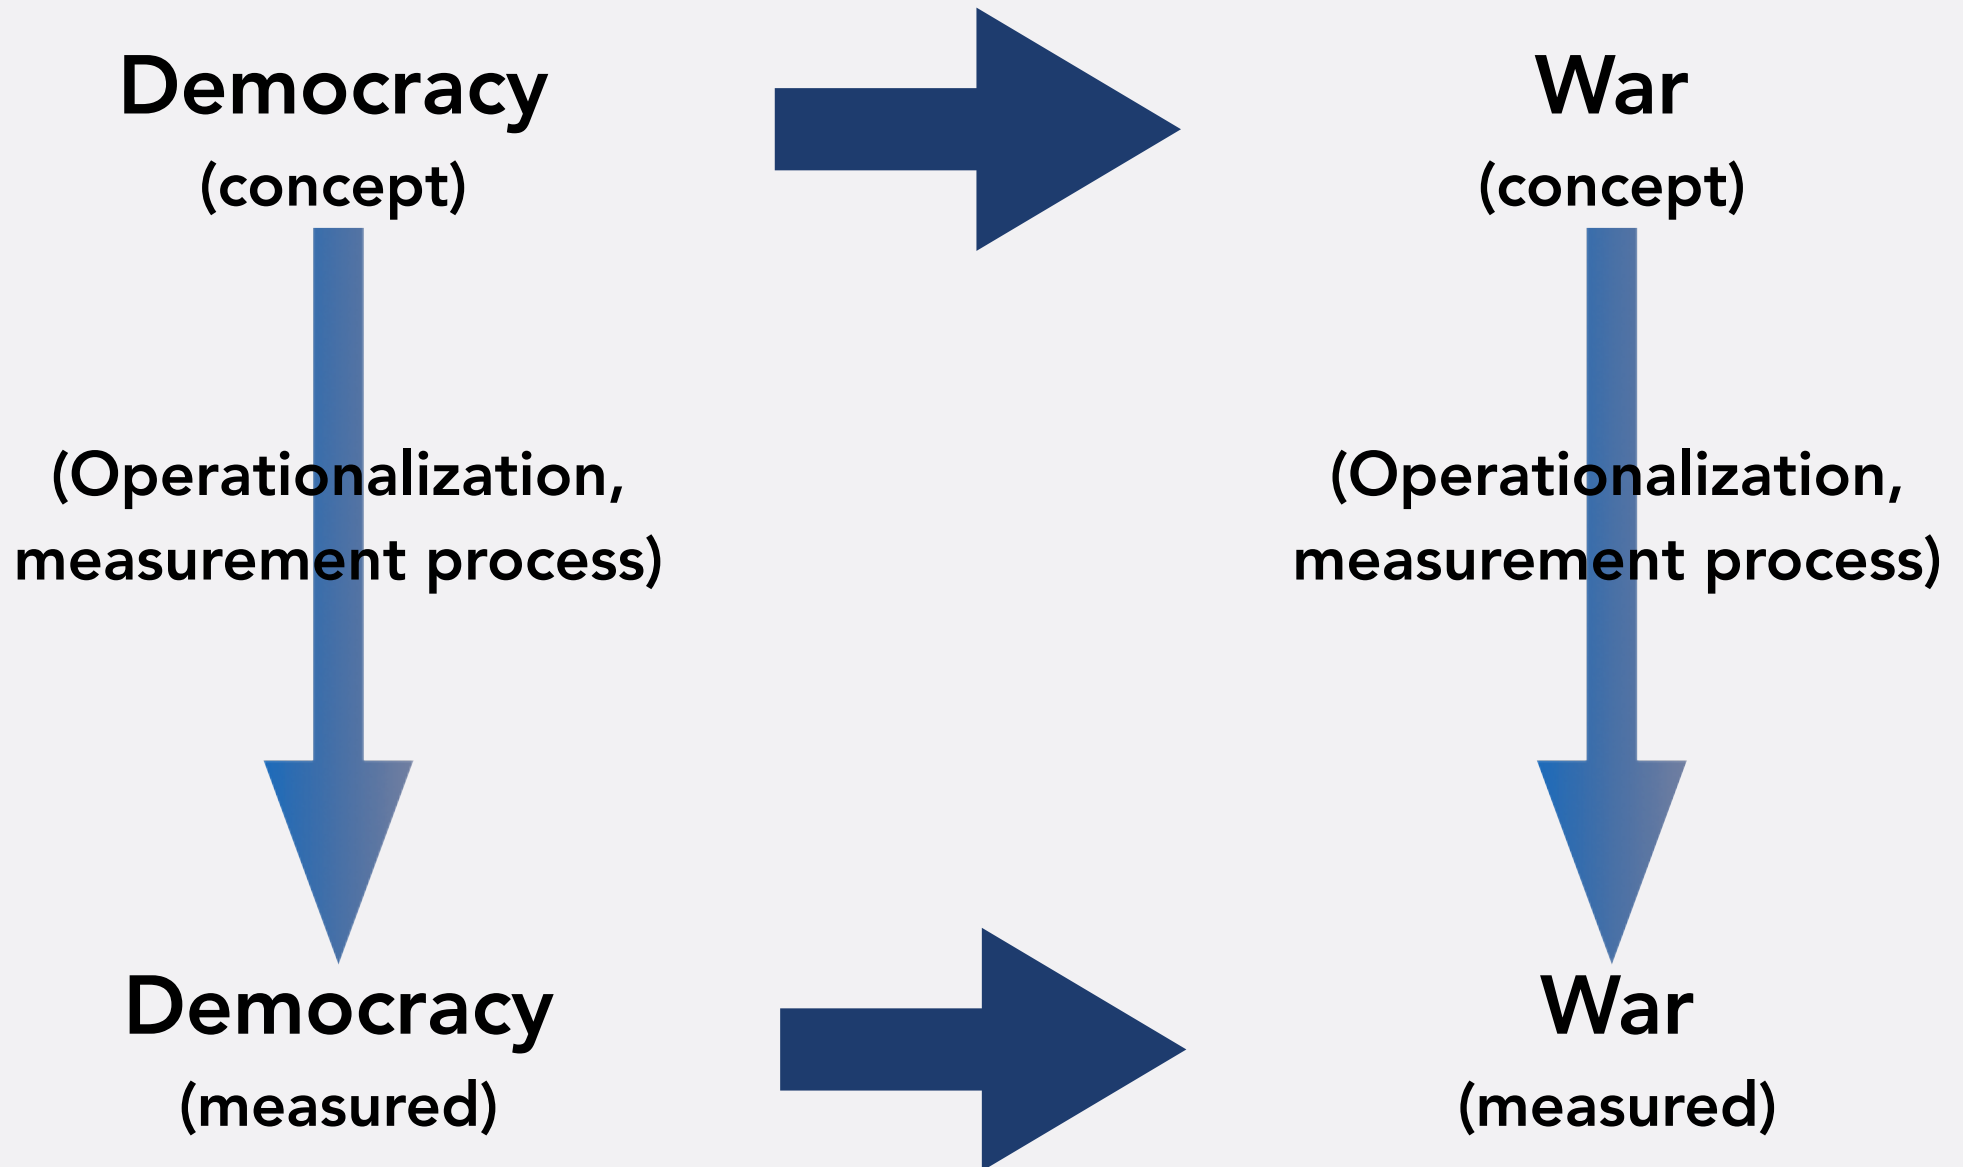 Democracy
(concept)
War
(concept)
(Operationalization,
measurement process)
(Operationalization,
measurement process)
Democracy
(measured)
War
(measured)